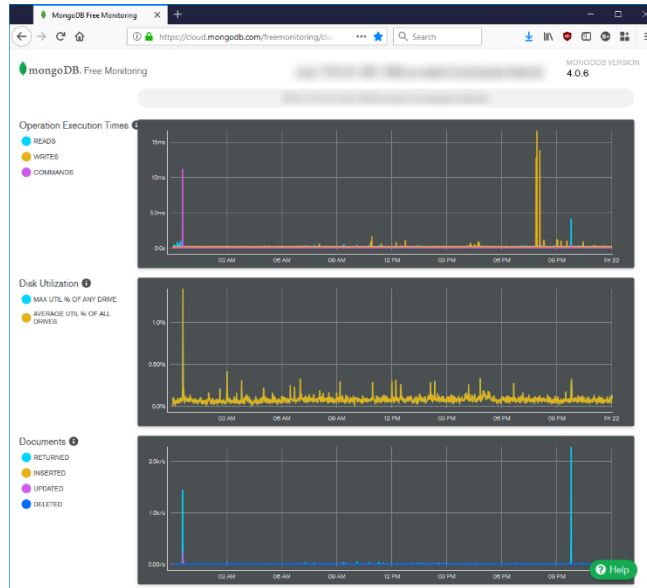 MongoDB Free Monitoring
https://cloud.mongodb.com/freemonitoring/clu
Search
mongoDB. Free Monitoring
MONGODB VERSION
4.0.6
Operation Execution Times
READS
WRITES
COMMANDS
15ms
10ms
5.0ms
0.0s
03 AM 06 AM 09 AM 12 PM 03 PM 06 PM 09 PM Fri 22
Disk Utilization
MAX UTIL % OF ANY DRIVE
AVERAGE UTIL % OF ALL
DRIVES
1.0%
0.50%
0.0%
03 AM 06 AM 09 AM 12 PM 03 PM 06 PM 09 PM Fri 22
Documents
RETURNED
INSERTED
UPDATED
DELETED
2.0k/s
1.0k/s
0.00/s
03 AM 06 AM 09 AM 12 PM 03 PM 06 PM 09 PM
Help